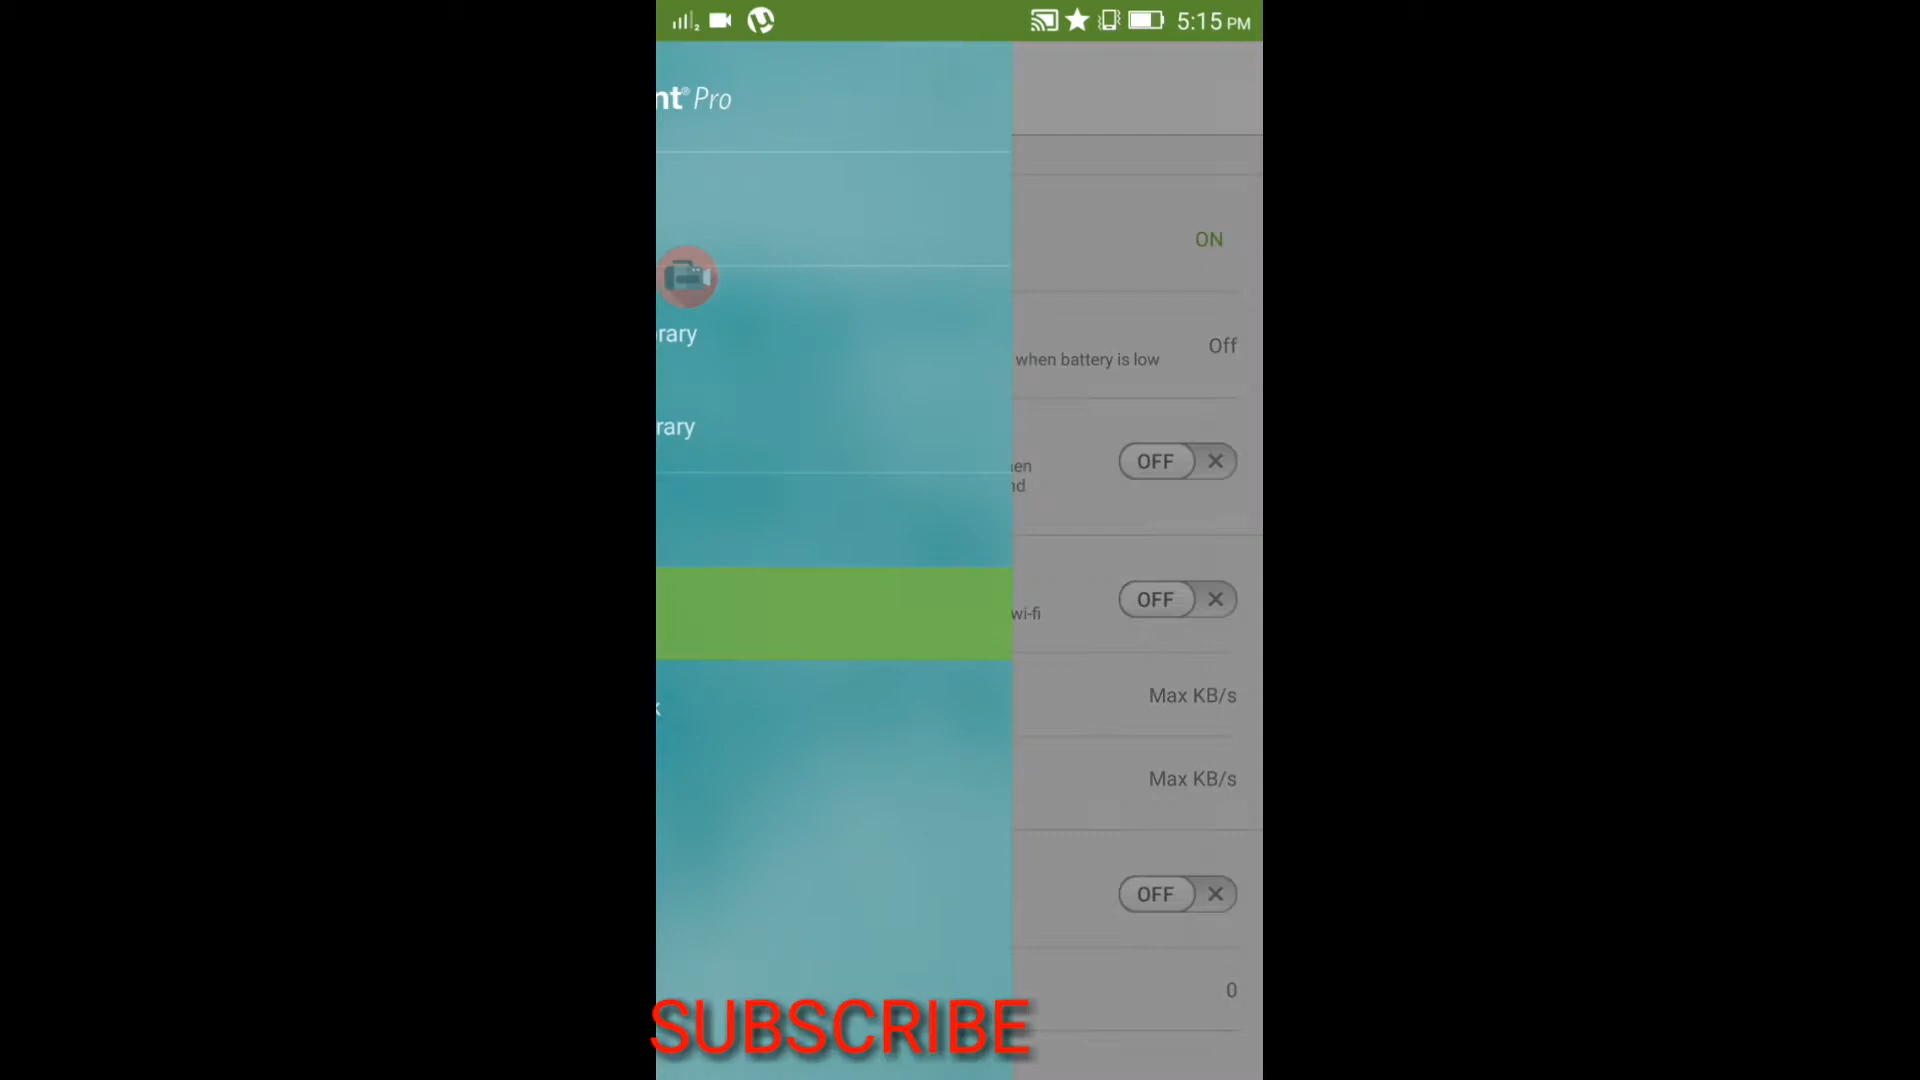 5:15 PM
nt® Pro
ON
rary
Off
when battery is low
rary
OFF
en
nd
OFF
wi-fi
Max KB/s
k
Max KB/s
OFF
0
SUBSCRIBE